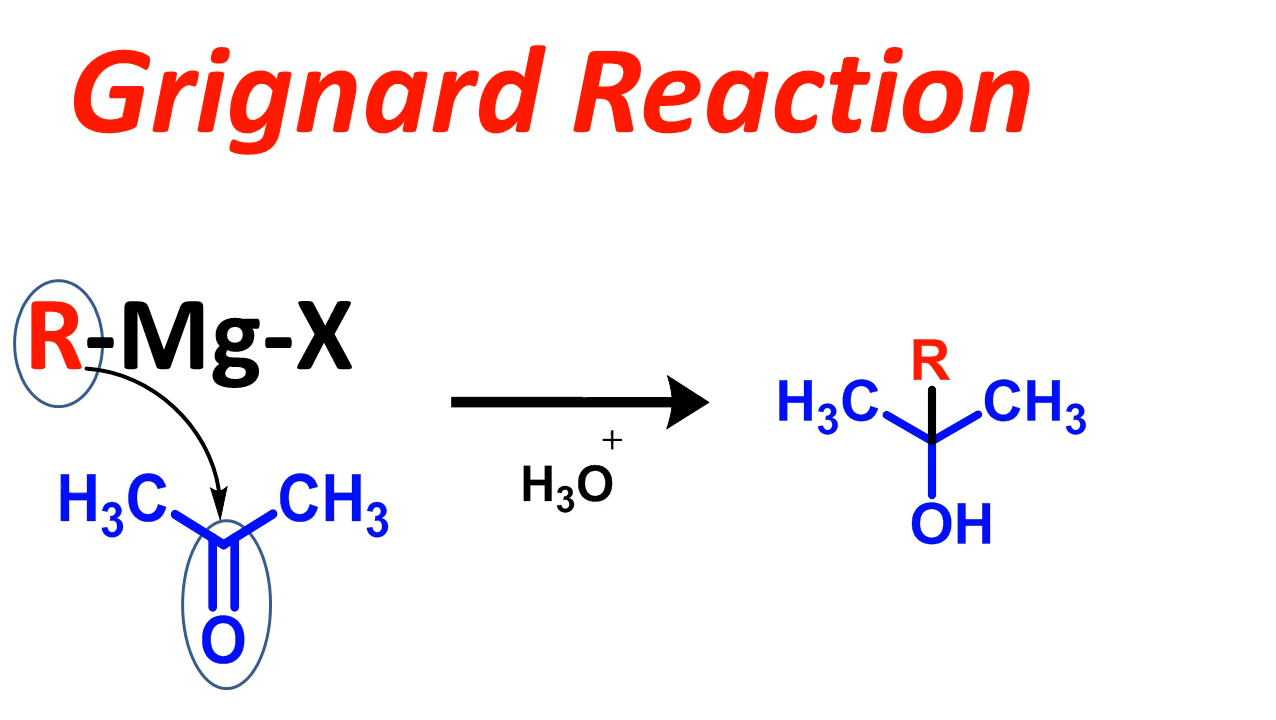 Grignard Reaction
R-Mg-X
H3C CH3
O
+
H3O
R
H3C CH3
OH